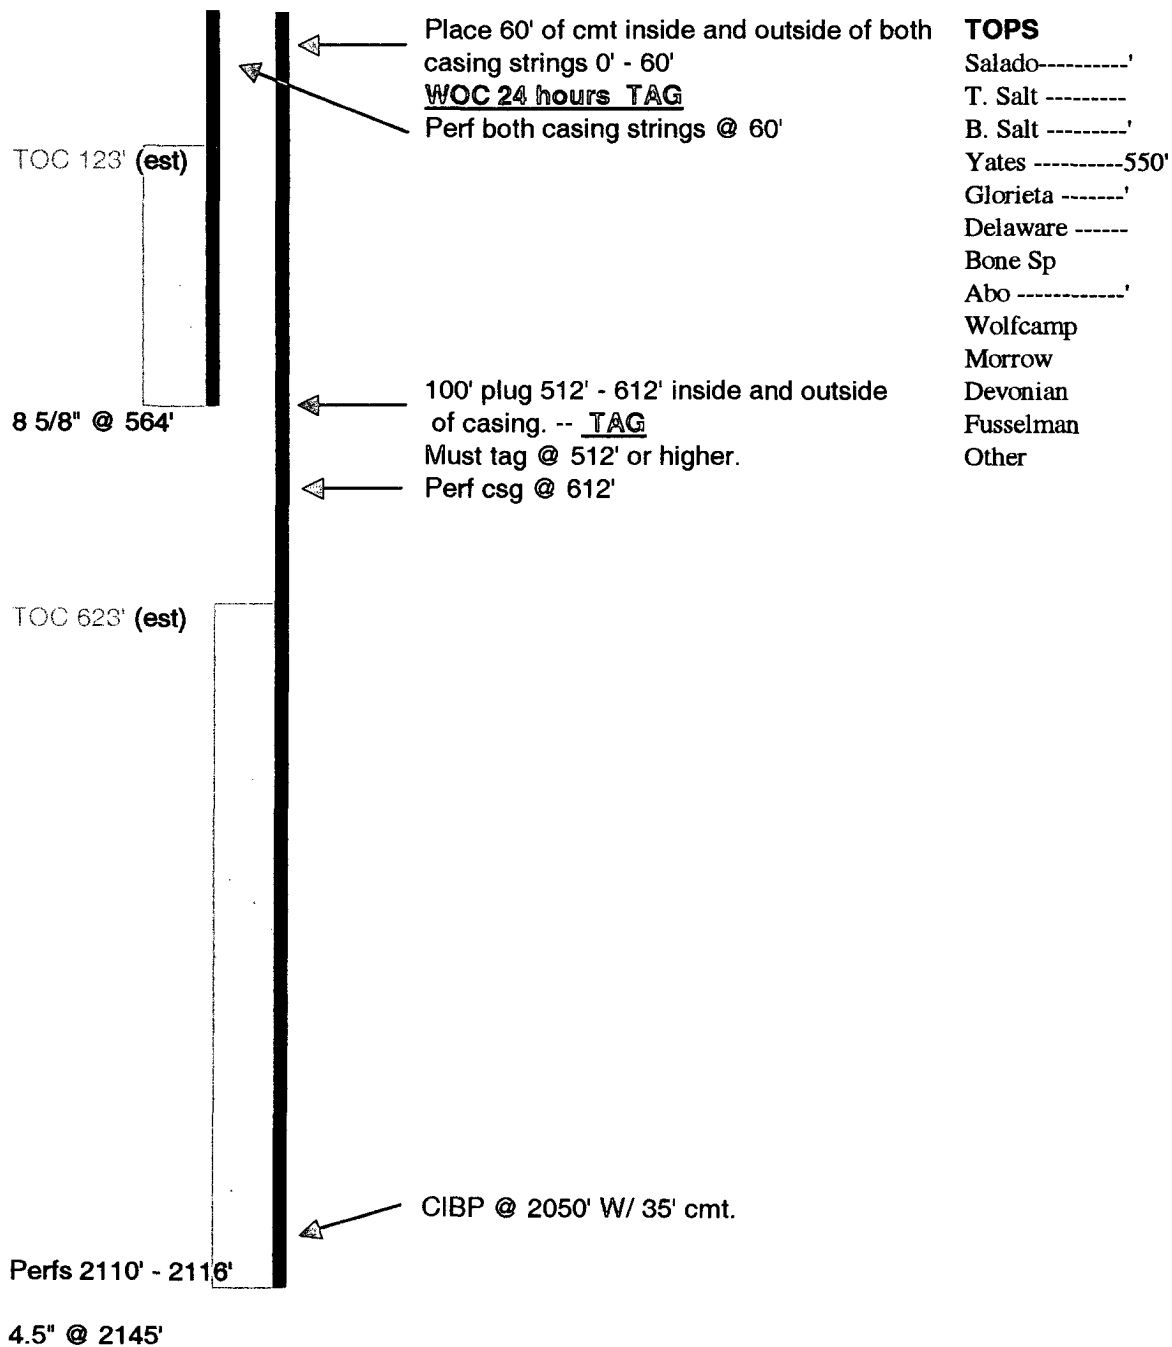 Place 60' of cmt inside and outside of both
casing strings 0' - 60'
WOC 24 hours TAG
Perf both casing strings @ 60'
TOC 123' (est)
8 5/8" @ 564'
100' plug 512' - 612' inside and outside
of casing. -- TAG
Must tag @ 512' or higher.
Perf csg @ 612'
TOC 623' (est)
CIBP @ 2050' W/ 35' cmt.
Perfs 2110' - 2116'
4.5" @ 2145'
TOPS
Salado----------'
T. Salt ---------
B. Salt ---------'
Yates ----------550'
Glorieta -------'
Delaware ------
Bone Sp
Abo ------------'
Wolfcamp
Morrow
Devonian
Fusselman
Other